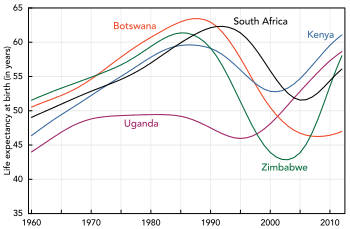 65
60
55
50
45
40
35
Life expectancy at birth (in years)
Botswana
South Africa
Kenya
Uganda
Zimbabwe
1960
1970
1980
1990
2000
2010